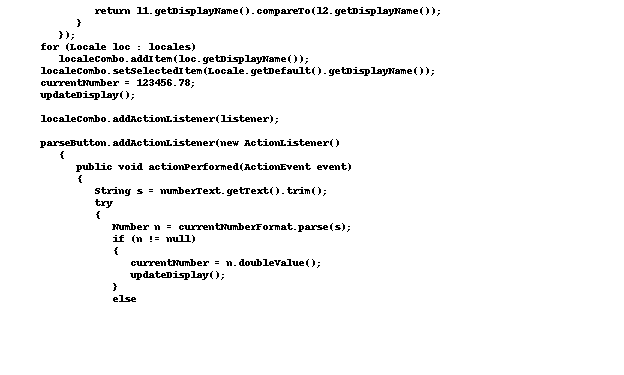 return l1.getDisplayName().compareTo(l2.getDisplayName());
}
});
for (Locale loc : locales)
localeCombo.addItem(loc.getDisplayName());
localeCombo.setSelectedItem(Locale.getDefault().getDisplayName());
currentNumber = 123456.78;
updateDisplay();
localeCombo.addActionListener(listener);
parseButton.addActionListener(new ActionListener()
{
public void actionPerformed(ActionEvent event)
{
String s = numberText.getText().trim();
try
{
Number n = currentNumberFormat.parse(s);
if (n != null)
{
currentNumber = n.doubleValue();
updateDisplay();
}
else